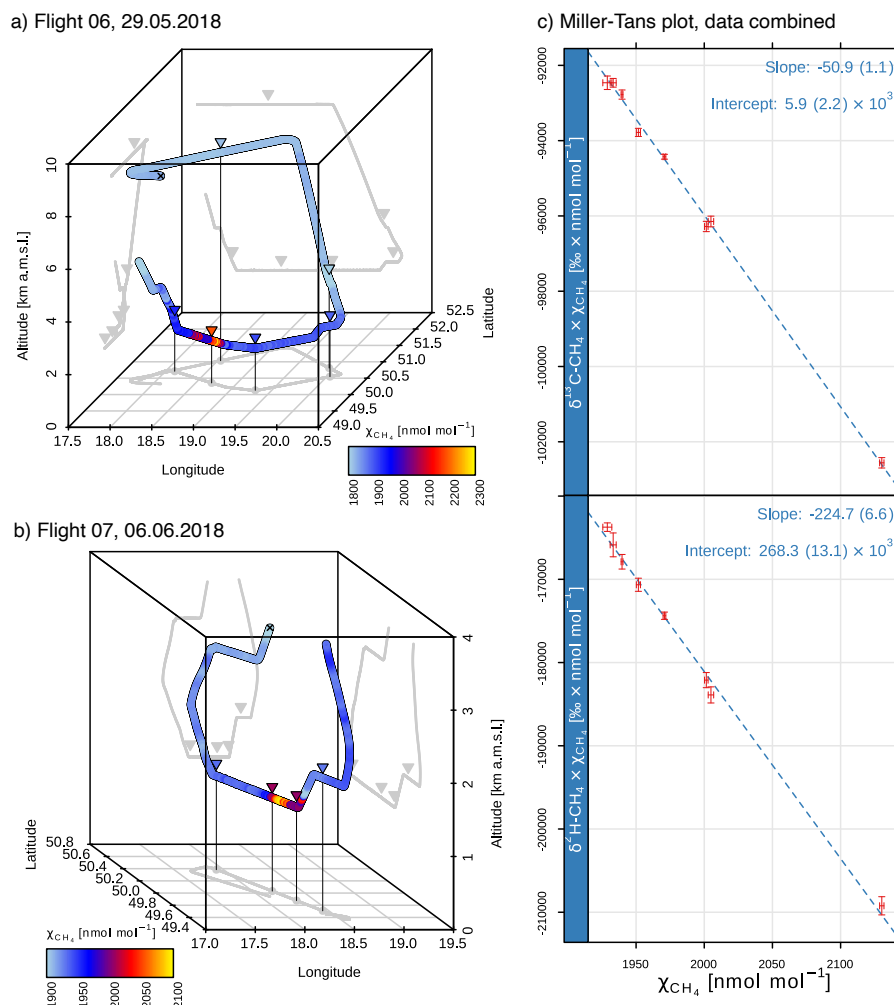 a) Flight 06, 29.05.2018
10
8
6
4
2
0
Altitude [km a.m.s.l.]
17.5 18.0 18.5 19.0 19.5 20.0 20.5
Longitude
52.5
52.0
51.5
51.0
50.5
50.0
49.5
49.0
Latitude
χCH4 [nmol mol−1]
1800 1900 2000 2100 2200 2300
b) Flight 07, 06.06.2018
4
3
2
1
0
Altitude [km a.m.s.l.]
50.8
50.6
50.4
50.2
50.0
49.8
49.6
49.4
Latitude
17.0 17.5 18.0 18.5 19.0 19.5
Longitude
χCH4 [nmol mol−1]
1900 1950 2000 2050 2100
c) Miller-Tans plot, data combined
Slope: -50.9 (1.1)
Intercept: 5.9 (2.2) × 10³
-92000
-94000
-96000
-98000
-100000
-102000
δ¹³C-CH4 × χCH4 [‰ × nmol mol−1]
Slope: -224.7 (6.6)
Intercept: 268.3 (13.1) × 10³
-170000
-180000
-190000
-200000
-210000
δ²H-CH4 × χCH4 [‰ × nmol mol−1]
1950 2000 2050 2100
χCH4 [nmol mol−1]